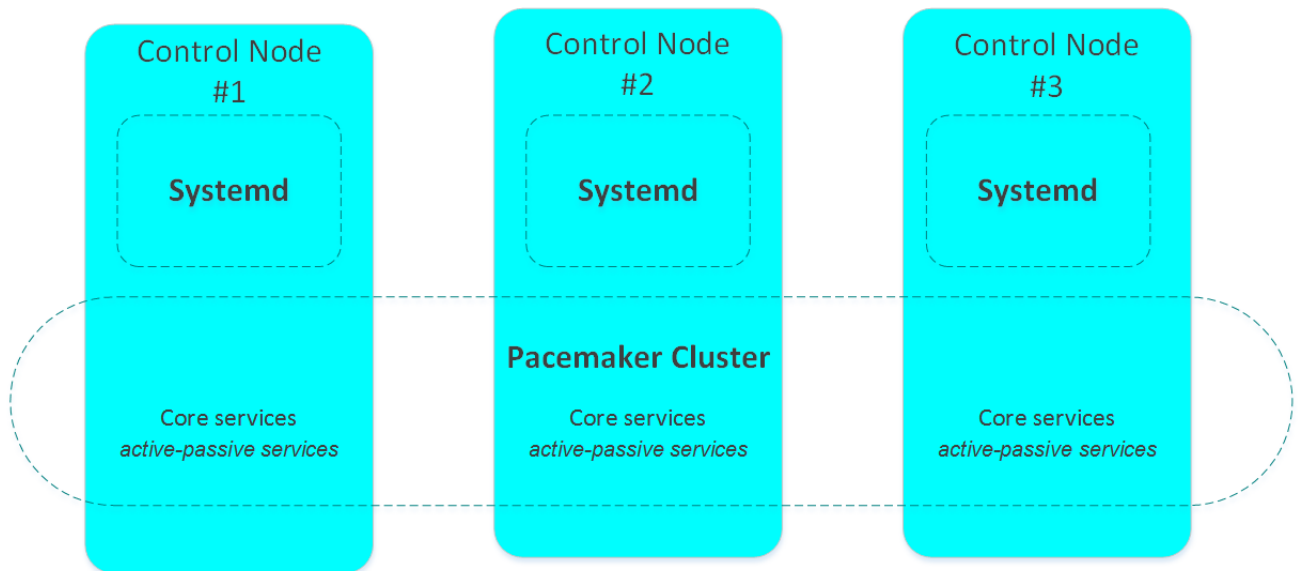 Control Node
#1
Systemd
Control Node
#2
Systemd
Control Node
#3
Systemd
Pacemaker Cluster
Core services
active-passive services
Core services
active-passive services
Core services
active-passive services